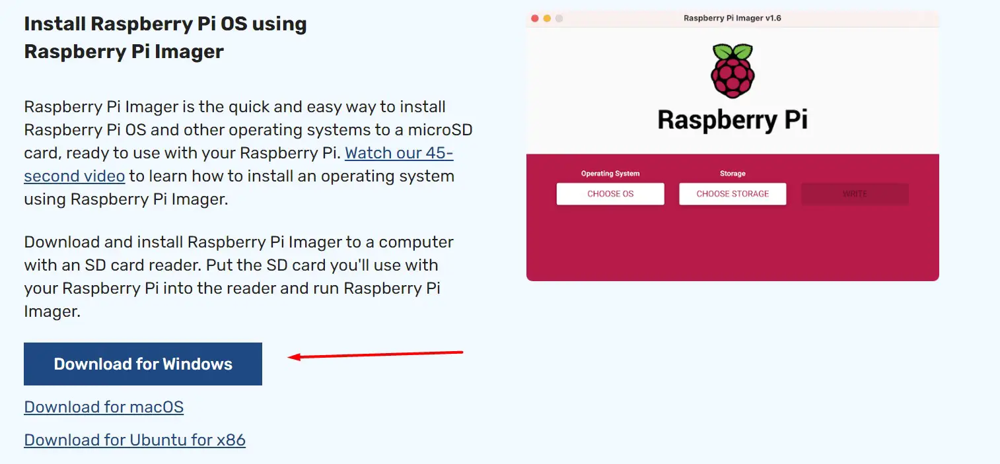 Install Raspberry Pi OS using
Raspberry Pi Imager
Raspberry Pi Imager is the quick and easy way to install
Raspberry Pi OS and other operating systems to a microSD
card, ready to use with your Raspberry Pi. Watch our 45-
second video to learn how to install an operating system
using Raspberry Pi Imager.
Download and install Raspberry Pi Imager to a computer
with an SD card reader. Put the SD card you'll use with
your Raspberry Pi into the reader and run Raspberry Pi
Imager.
Download for Windows
Download for macOS
Download for Ubuntu for x86
Raspberry Pi Imager v1.6
Raspberry Pi
Operating System
Storage
CHOOSE OS
CHOOSE STORAGE
WRITE